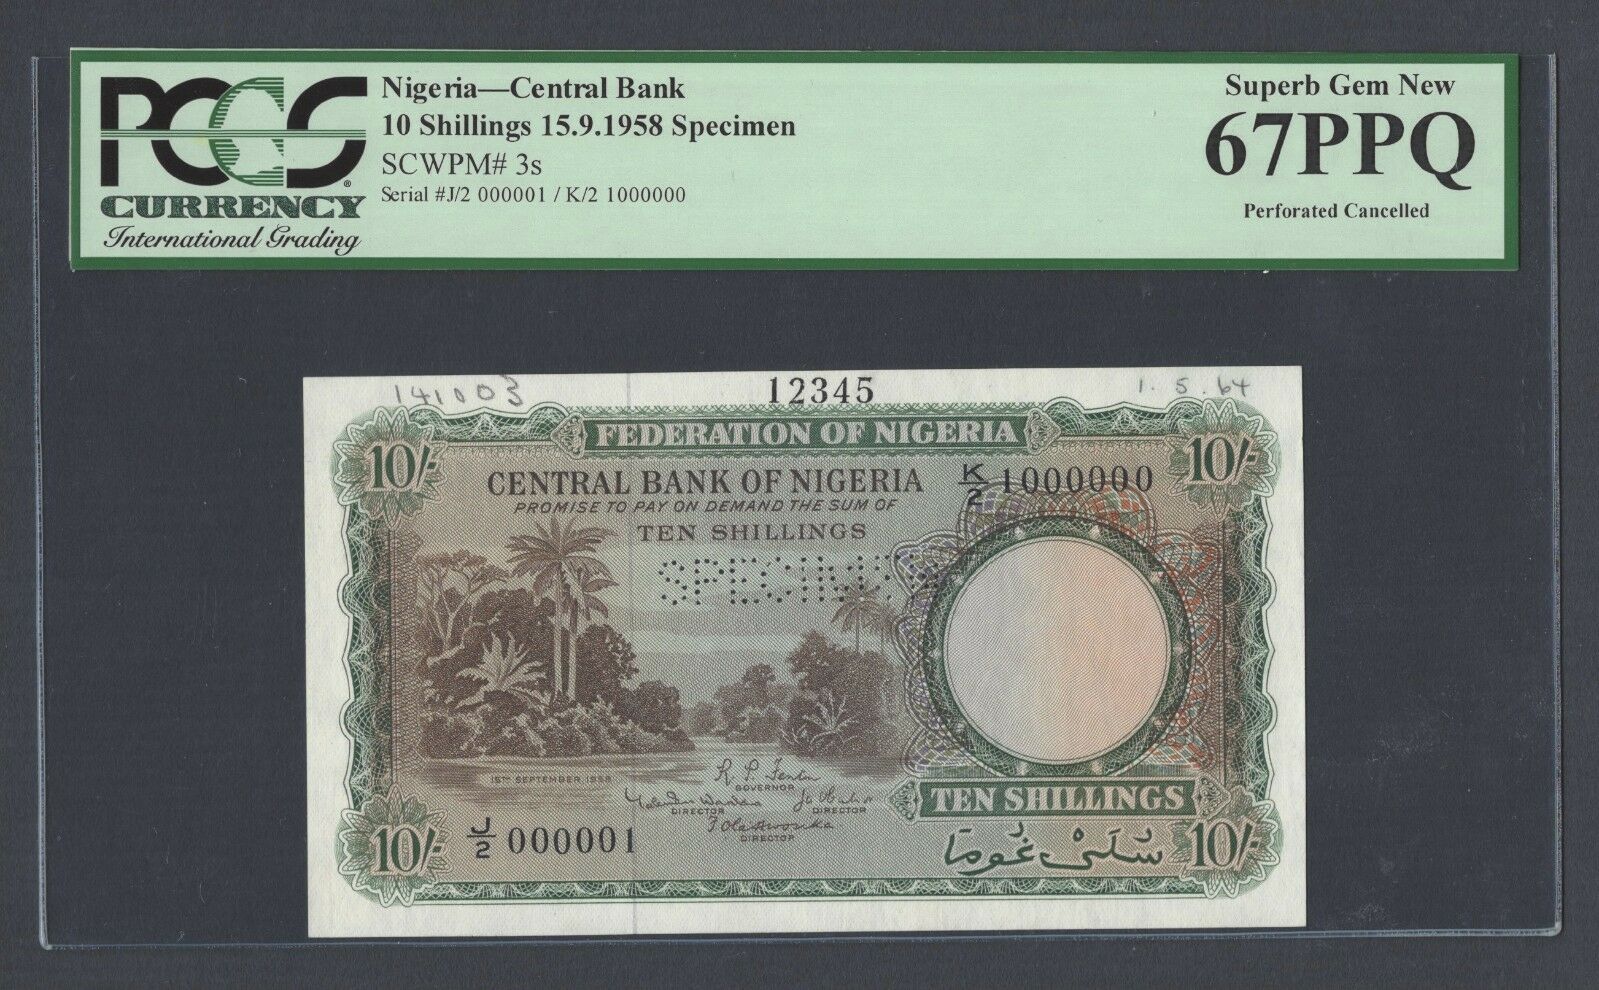 PCGS
CURRENCY
International Grading
Nigeria—Central Bank
10 Shillings 15.9.1958 Specimen
SCWPM# 3s
Serial #J/2 000001 / K/2 1000000
Superb Gem New
67PPQ
Perforated Cancelled
141003
12345
1.5.64
FEDERATION OF NIGERIA
10/-
10/-
CENTRAL BANK OF NIGERIA
K/2 1000000
PROMISE TO PAY ON DEMAND THE SUM OF
TEN SHILLINGS
SPECIMEN
15TH SEPTEMBER 1958
R. P. Fenton
GOVERNOR
DIRECTOR
DIRECTOR
DIRECTOR
TEN SHILLINGS
J/2 000001
10/-
سُلَىْ غُومَا
10/-